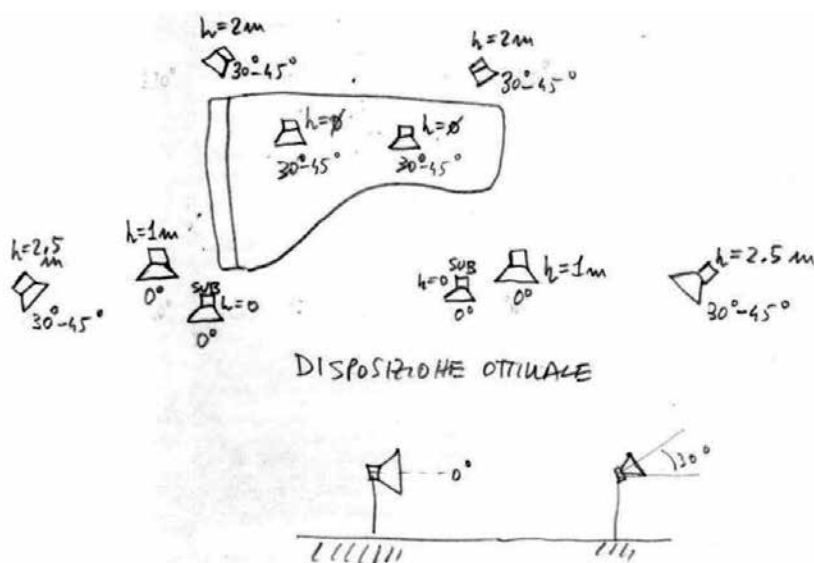 h=2m
30°-45°
h=2m
30°-45°
h=ø
30°-45°
h=ø
30°-45°
h=2.5
m
30°-45°
h=1m
0°
SUB
h=0
0°
SUB
h=0
0°
h=1m
0°
h=2.5 m
30°-45°
DISPOSIZIONE OTTIMALE
0°
30°